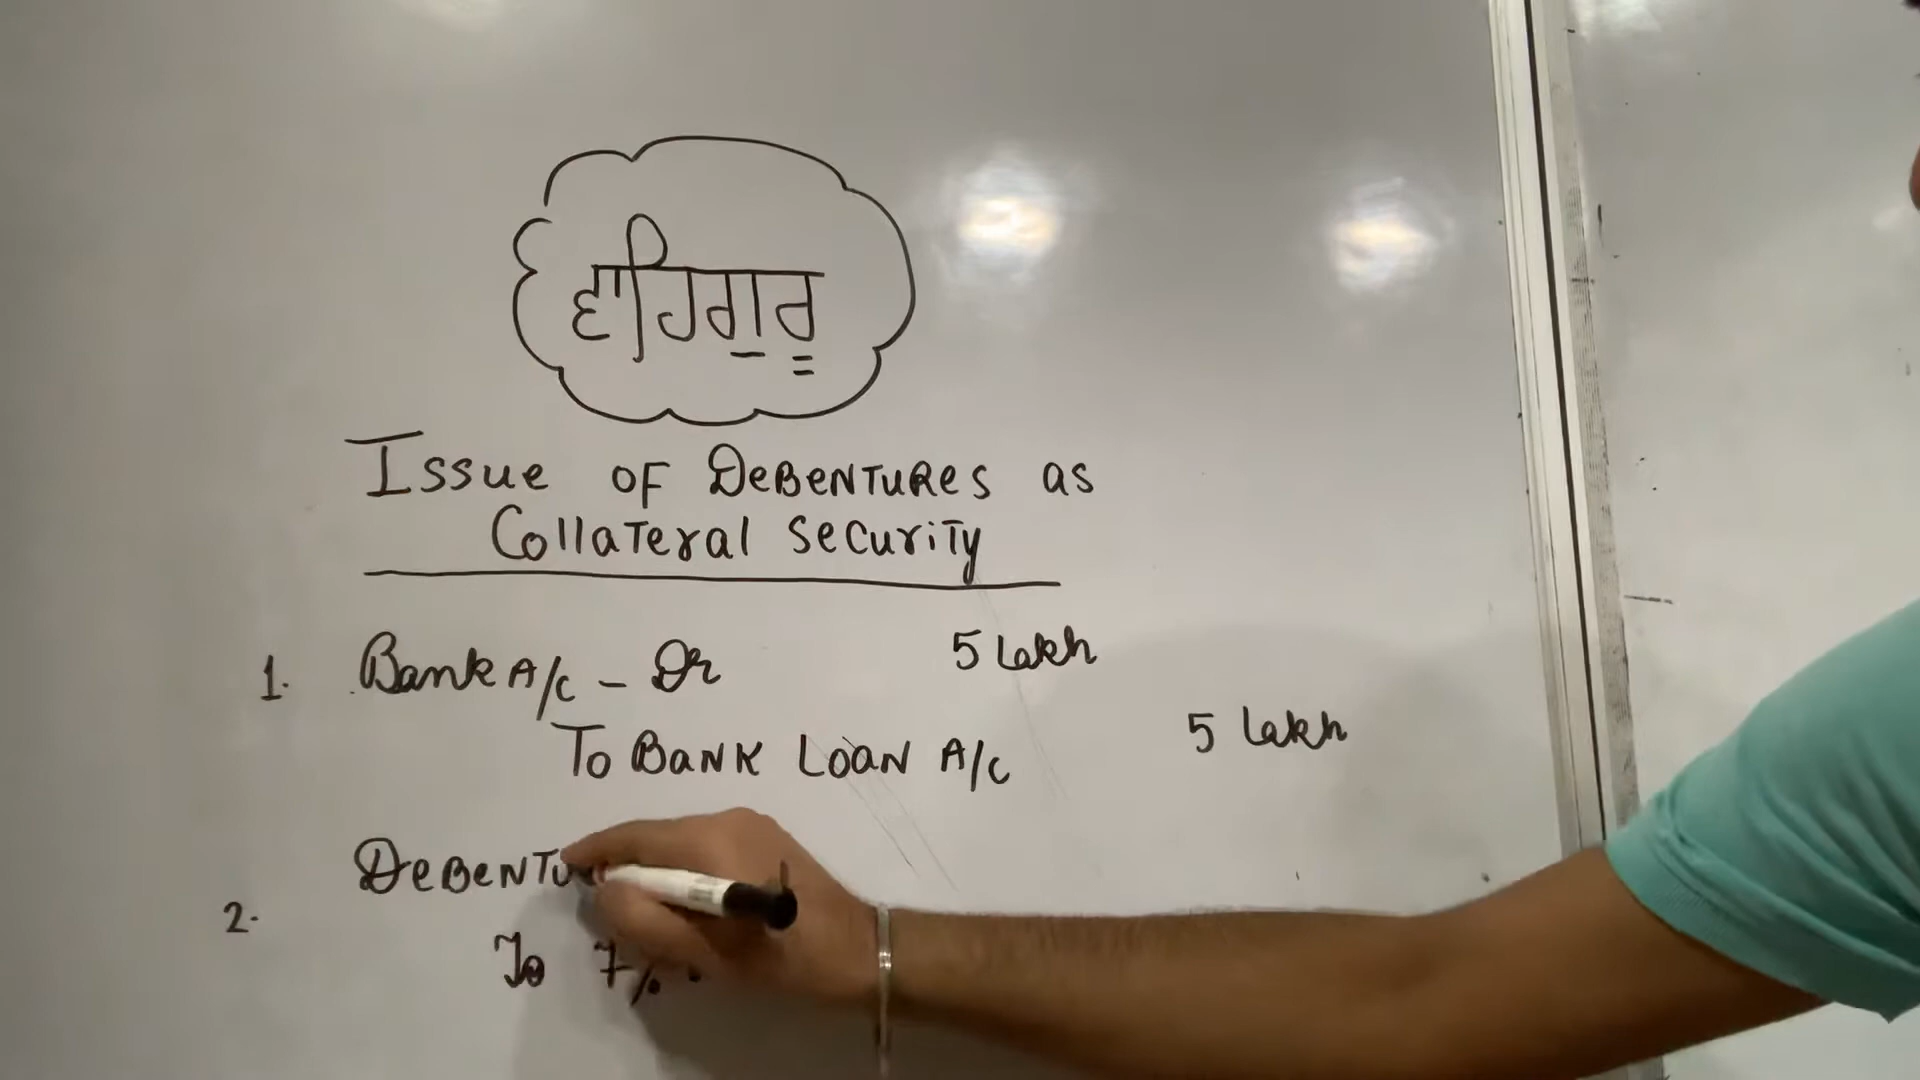 ਵਾਹਿਗੁਰੂ
Issue OF DeBeNTuRes as
CollaTeral SecuriTy
1. Bank A/c - Dr 5 Lakh
To BaNK LoaN A/c 5 Lakh
2.
To 7%